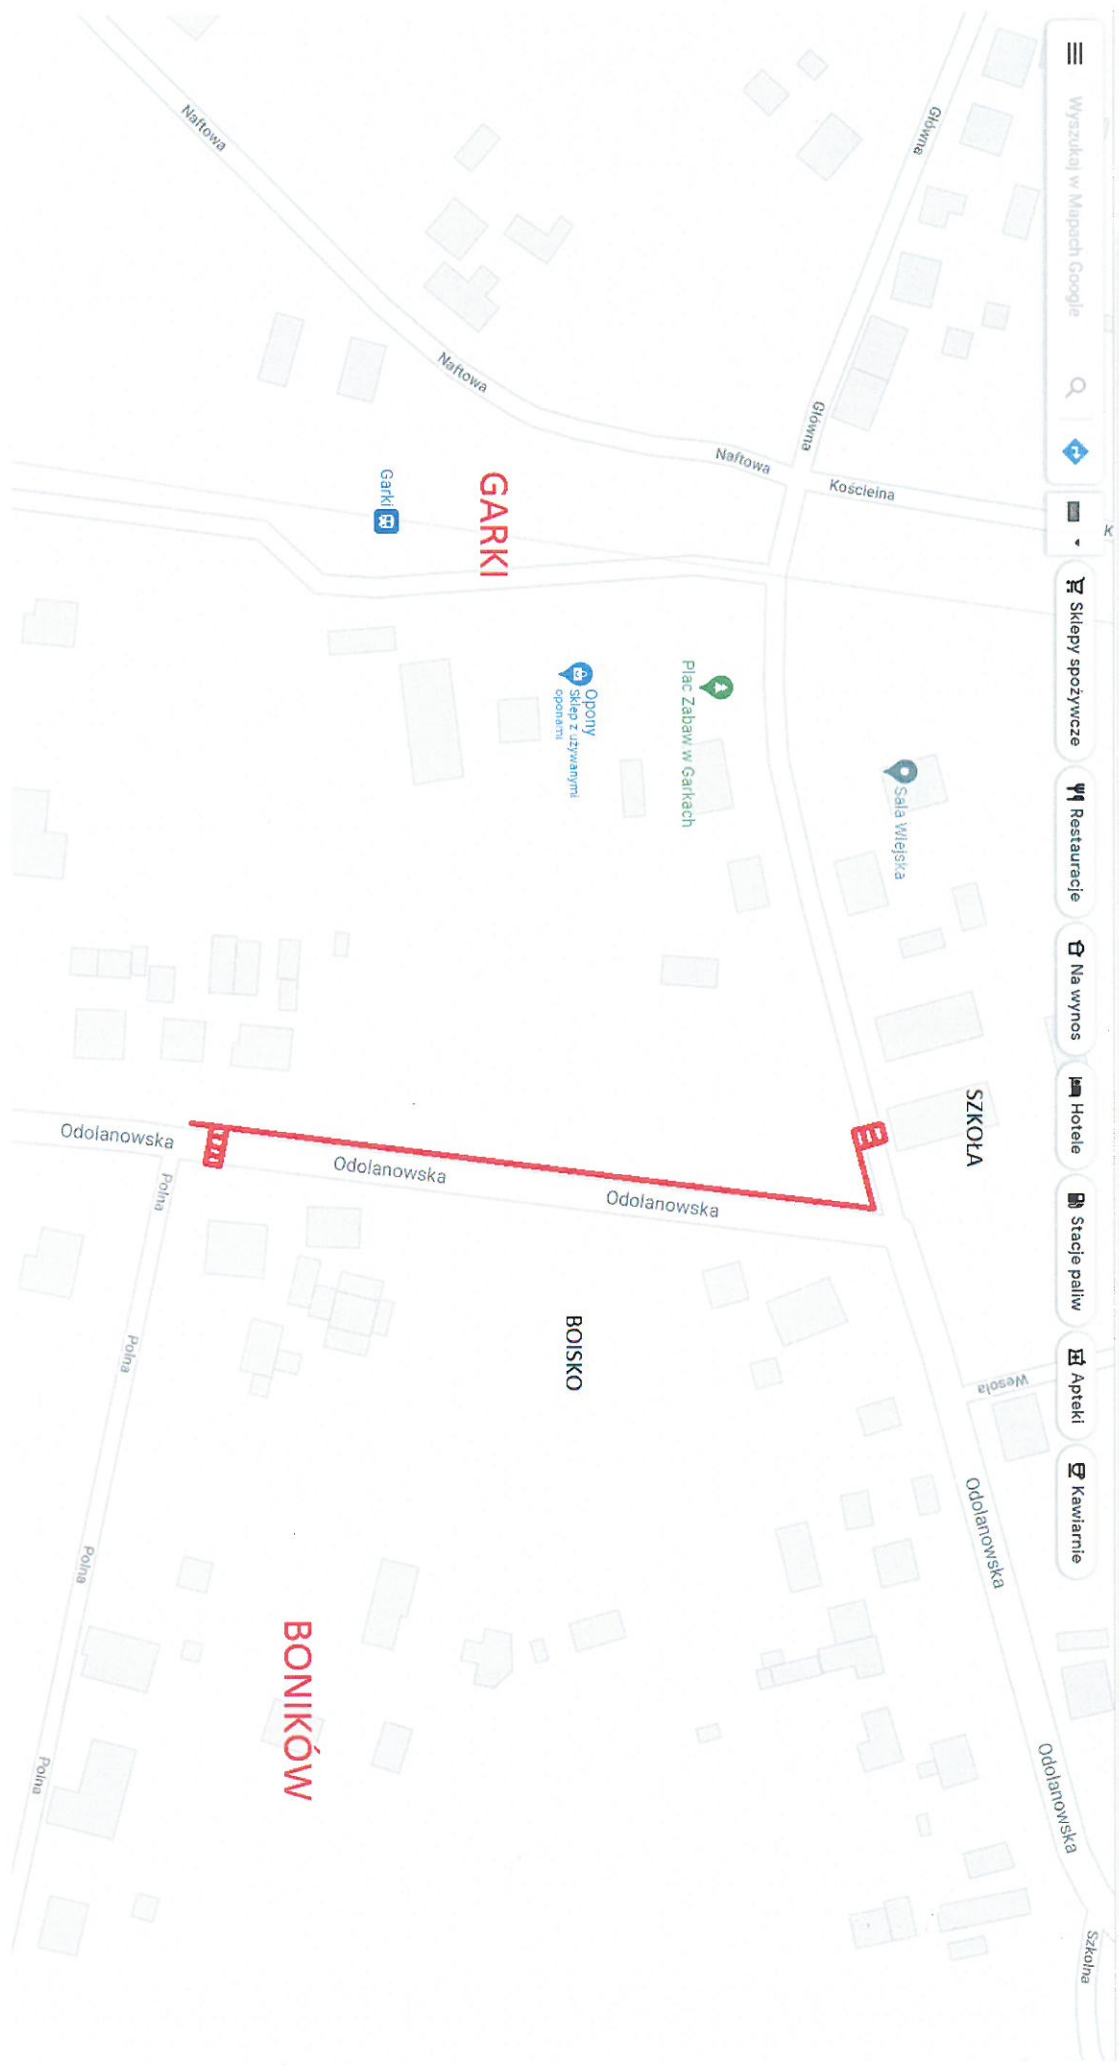 Wyszukaj w Mapach Google
Sklepy spożywcze
Restauracje
Na wynos
Hotele
Stacje paliw
Apteki
Kawiarnie
K
Główna
Główna
Kościelna
Naftowa
Naftowa
Naftowa
Garki
GARKI
Opony
Sklep z używanymi
oponami
Plac Zabaw w Garkach
Sala Wiejska
SZKOŁA
Odolanowska
Odolanowska
Odolanowska
BOISKO
Wesoła
Odolanowska
Odolanowska
Szkolna
Polna
Polna
Polna
Polna
BONIKÓW